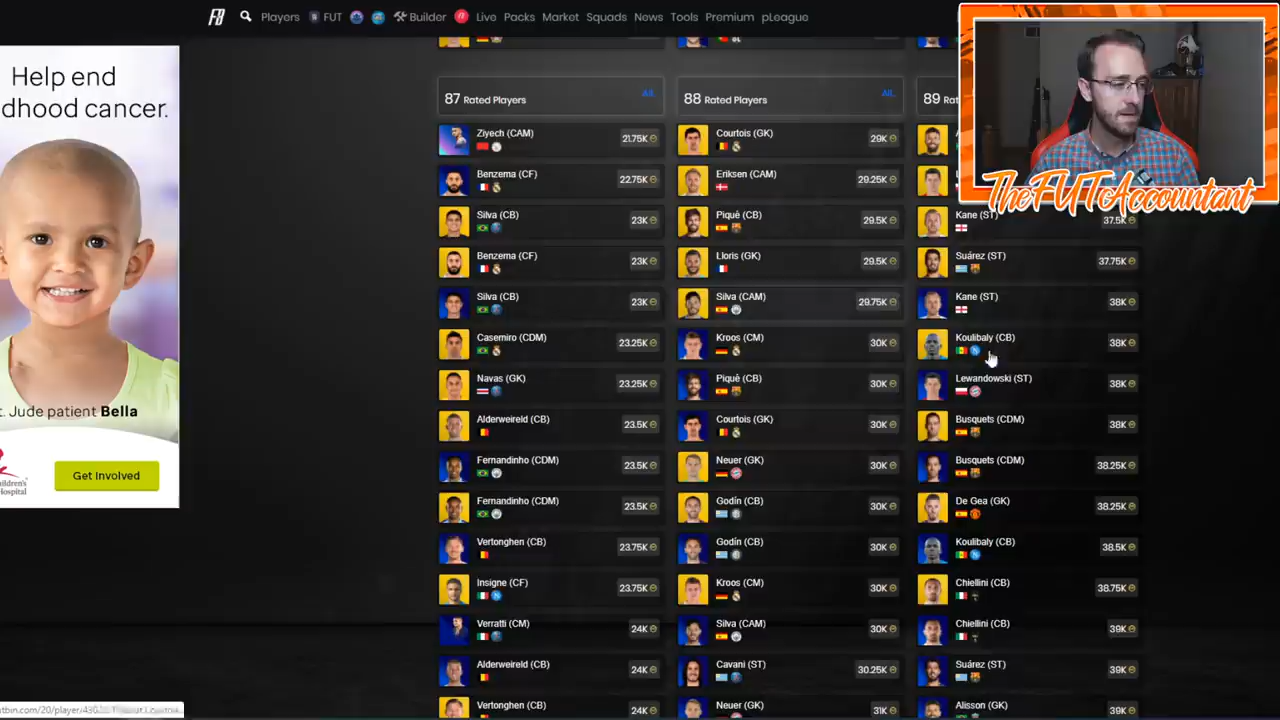 Players FUT Builder Live Packs Market Squads News Tools Premium pLeague
Help end
dhood cancer.
t. Jude patient Bella
children's
Hospital
Get Involved
87 Rated Players All.
Ziyech (CAM) 21.75K
Benzema (CF) 22.75K
Silva (CB) 23K
Benzema (CF) 23K
Silva (CB) 23K
Casemiro (CDM) 23.25K
Navas (GK) 23.25K
Alderweireld (CB) 23.5K
Fernandinho (CDM) 23.5K
Fernandinho (CDM) 23.5K
Vertonghen (CB) 23.75K
Insigne (CF) 23.75K
Verratti (CM) 24K
Alderweireld (CB) 24K
Vertonghen (CB) 24K
88 Rated Players All.
Courtois (GK) 29K
Eriksen (CAM) 29.25K
Piquè (CB) 29.5K
Lloris (GK) 29.5K
Silva (CAM) 29.75K
Kroos (CM) 30K
Piquè (CB) 30K
Courtois (GK) 30K
Neuer (GK) 30K
Godín (CB) 30K
Godín (CB) 30K
Kroos (CM) 30K
Silva (CAM) 30K
Cavani (ST) 30.25K
Neuer (GK) 31K
89 Rat
Kane (ST) 37.5K
Suárez (ST) 37.75K
Kane (ST) 38K
Koulibaly (CB) 38K
Lewandowski (ST) 38K
Busquets (CDM) 38K
Busquets (CDM) 38.25K
De Gea (GK) 38.25K
Koulibaly (CB) 38.5K
Chiellini (CB) 38.75K
Chiellini (CB) 39K
Suárez (ST) 39K
Alisson (GK) 39K
TheFUTAccountant